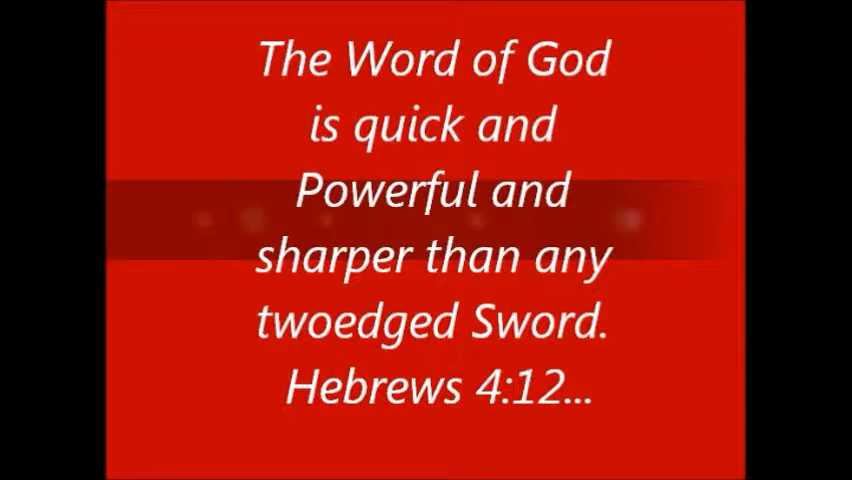 The Word of God
is quick and
Powerful and
sharper than any
twoedged Sword.
Hebrews 4:12...